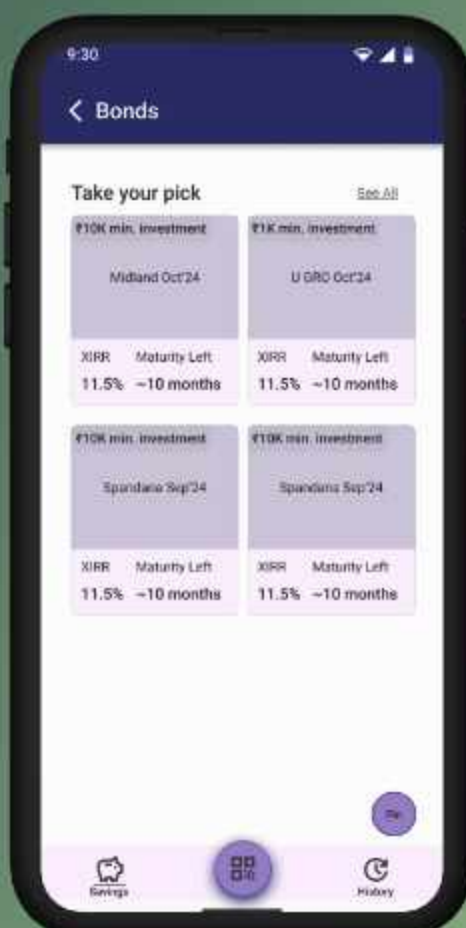 9:30
Bonds
Take your pick
See All
₹10K min. investment
Midland Oct'24
XIRR Maturity Left
11.5% ~10 months
₹1K min. investment
U GRO Oct'24
XIRR Maturity Left
11.5% ~10 months
₹10K min. investment
Spandana Sep'24
XIRR Maturity Left
11.5% ~10 months
₹10K min. investment
Spandana Sep'24
XIRR Maturity Left
11.5% ~10 months
Savings
History